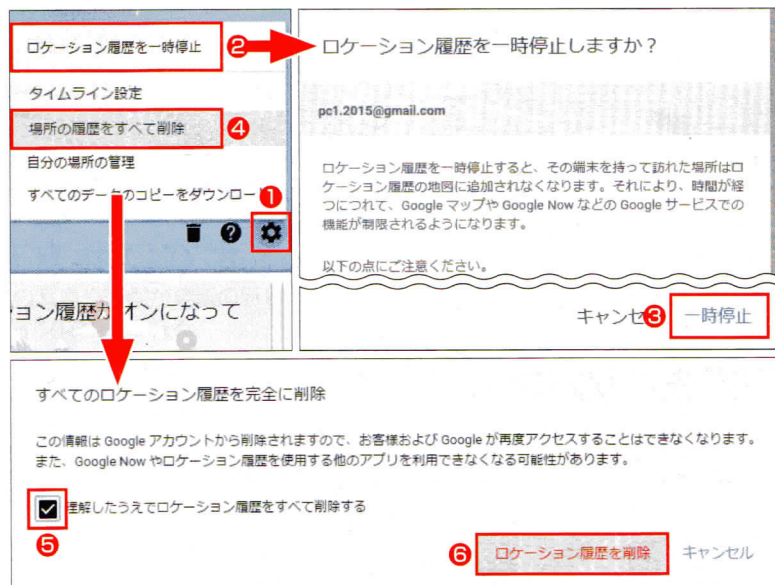 ロケーション履歴を一時停止
❷
タイムライン設定
場所の履歴をすべて削除
❹
自分の場所の管理
すべてのデータのコピーをダウンロー
❶
ョン履歴が オンになって
ロケーション履歴を一時停止しますか？
pc1.2015@gmail.com
ロケーション履歴を一時停止すると、その端末を持って訪れた場所はロ
ケーション履歴の地図に追加されなくなります。それにより、時間が経
つにつれて、Google マップや Google Now などの Google サービスでの
機能が制限されるようになります。
以下の点にご注意ください。
キャンセ
❸
一時停止
すべてのロケーション履歴を完全に削除
この情報は Google アカウントから削除されますので、お客様および Google が再度アクセスすることはできなくなります。
また、Google Now やロケーション履歴を使用する他のアプリを利用できなくなる可能性があります。
理解したうえでロケーション履歴をすべて削除する
❺
❻
ロケーション履歴を削除
キャンセル